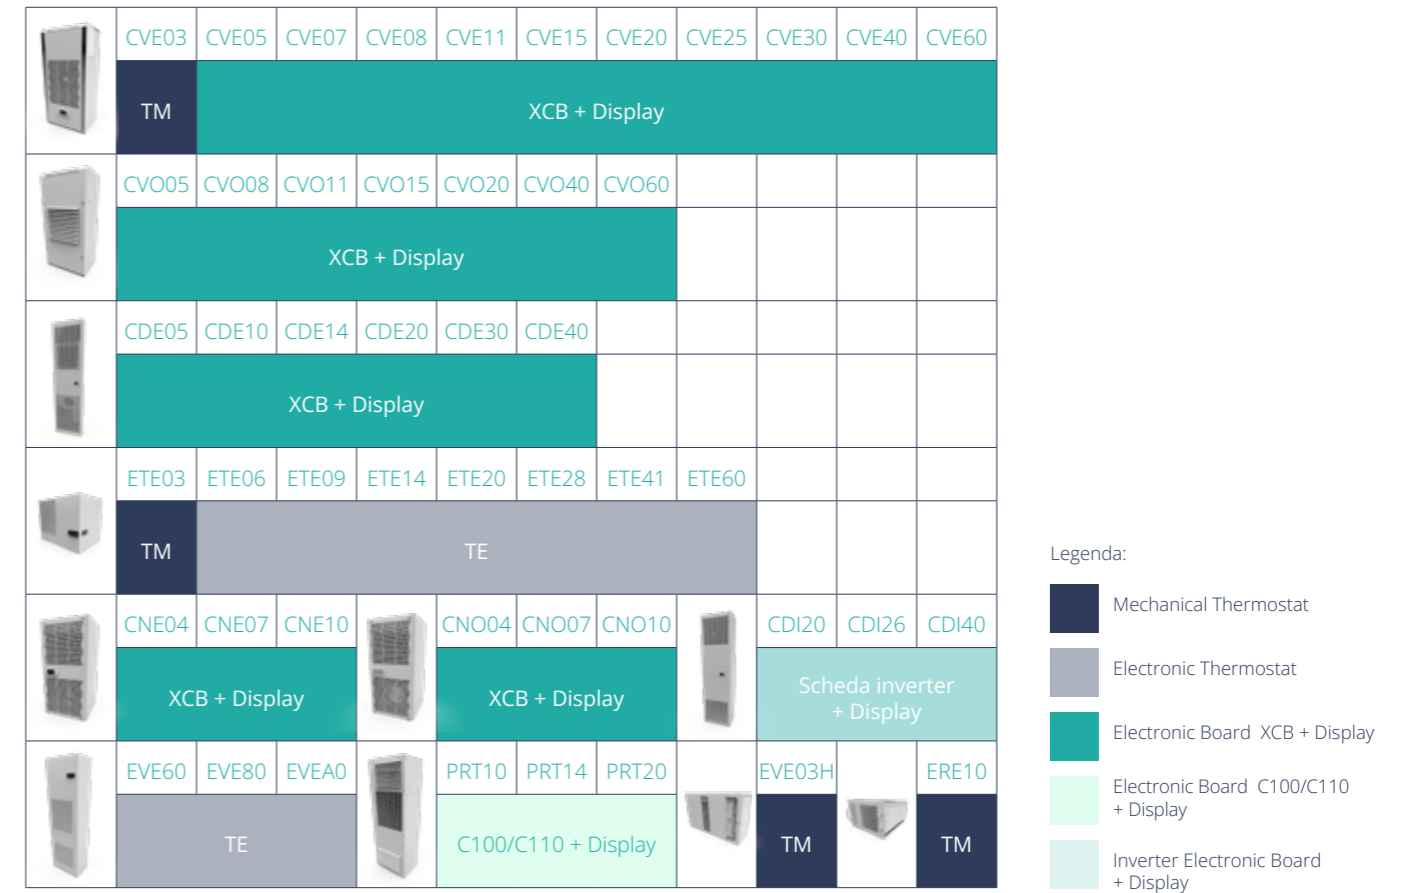 CVE03 CVE05 CVE07 CVE08 CVE11 CVE15 CVE20 CVE25 CVE30 CVE40 CVE60
TM XCB + Display
CVO05 CVO08 CVO11 CVO15 CVO20 CVO40 CVO60
XCB + Display
CDE05 CDE10 CDE14 CDE20 CDE30 CDE40
XCB + Display
ETE03 ETE06 ETE09 ETE14 ETE20 ETE28 ETE41 ETE60
TM TE
CNE04 CNE07 CNE10 CNO04 CNO07 CNO10 CDI20 CDI26 CDI40
XCB + Display XCB + Display Scheda inverter
+ Display
EVE60 EVE80 EVEA0 PRT10 PRT14 PRT20 EVE03H ERE10
TE C100/C110 + Display TM TM
Legenda:
Mechanical Thermostat
Electronic Thermostat
Electronic Board XCB + Display
Electronic Board C100/C110
+ Display
Inverter Electronic Board
+ Display